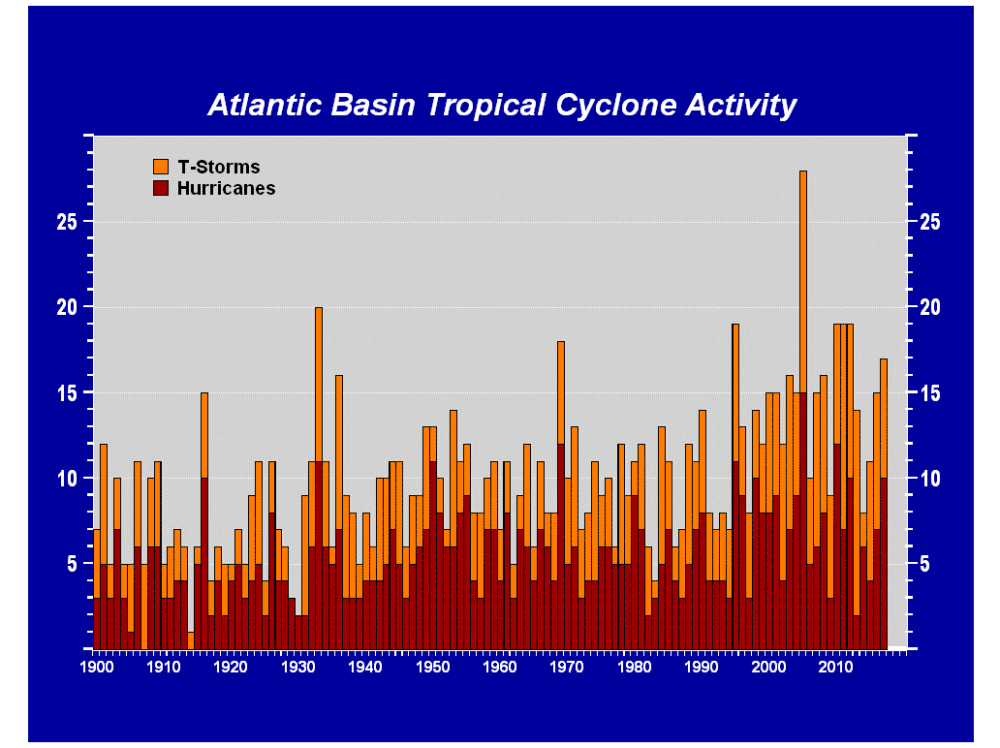 Atlantic Basin Tropical Cyclone Activity
T-Storms
Hurricanes
25 25
20 20
15 15
10 10
5 5
1900 1910 1920 1930 1940 1950 1960 1970 1980 1990 2000 2010